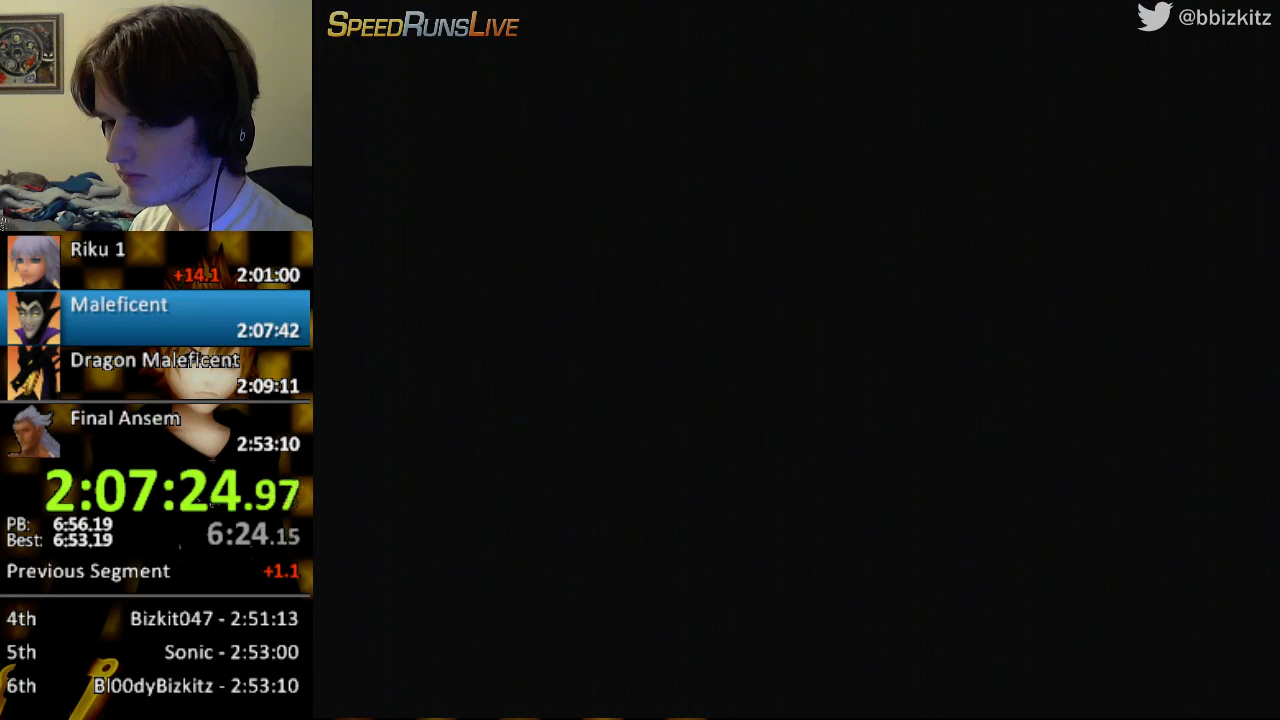 SPEEDRUNSLIVE
@bbizkitz
Riku 1
+14.1 2:01:00
Maleficent
2:07:42
Dragon Maleficent
2:09:11
Final Ansem
2:53:10
2:07:24.97
PB: 6:56.19
Best: 6:53.19
6:24.15
Previous Segment +1.1
4th Bizkit047 - 2:51:13
5th Sonic - 2:53:00
6th Bl00dyBizkitz - 2:53:10